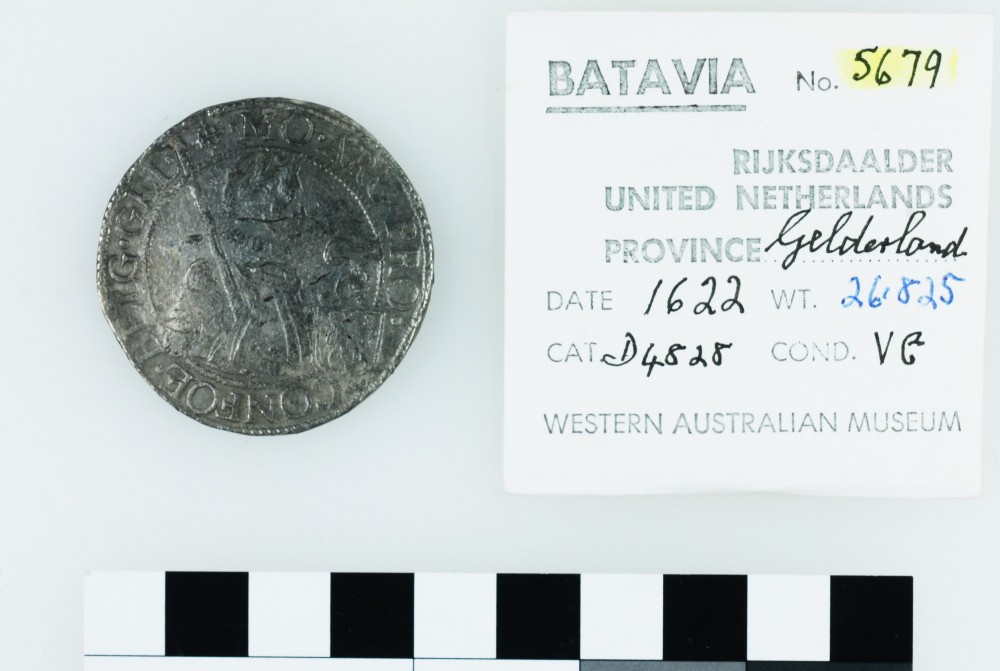 MO · ARG · PRO · CONFOE · BELG · GEL
BATAVIA No. 5679
RIJKSDAALDER
UNITED NETHERLANDS
PROVINCE Gelderland
DATE 1622 WT. 26.825
CAT. D4828 COND. VG
WESTERN AUSTRALIAN MUSEUM